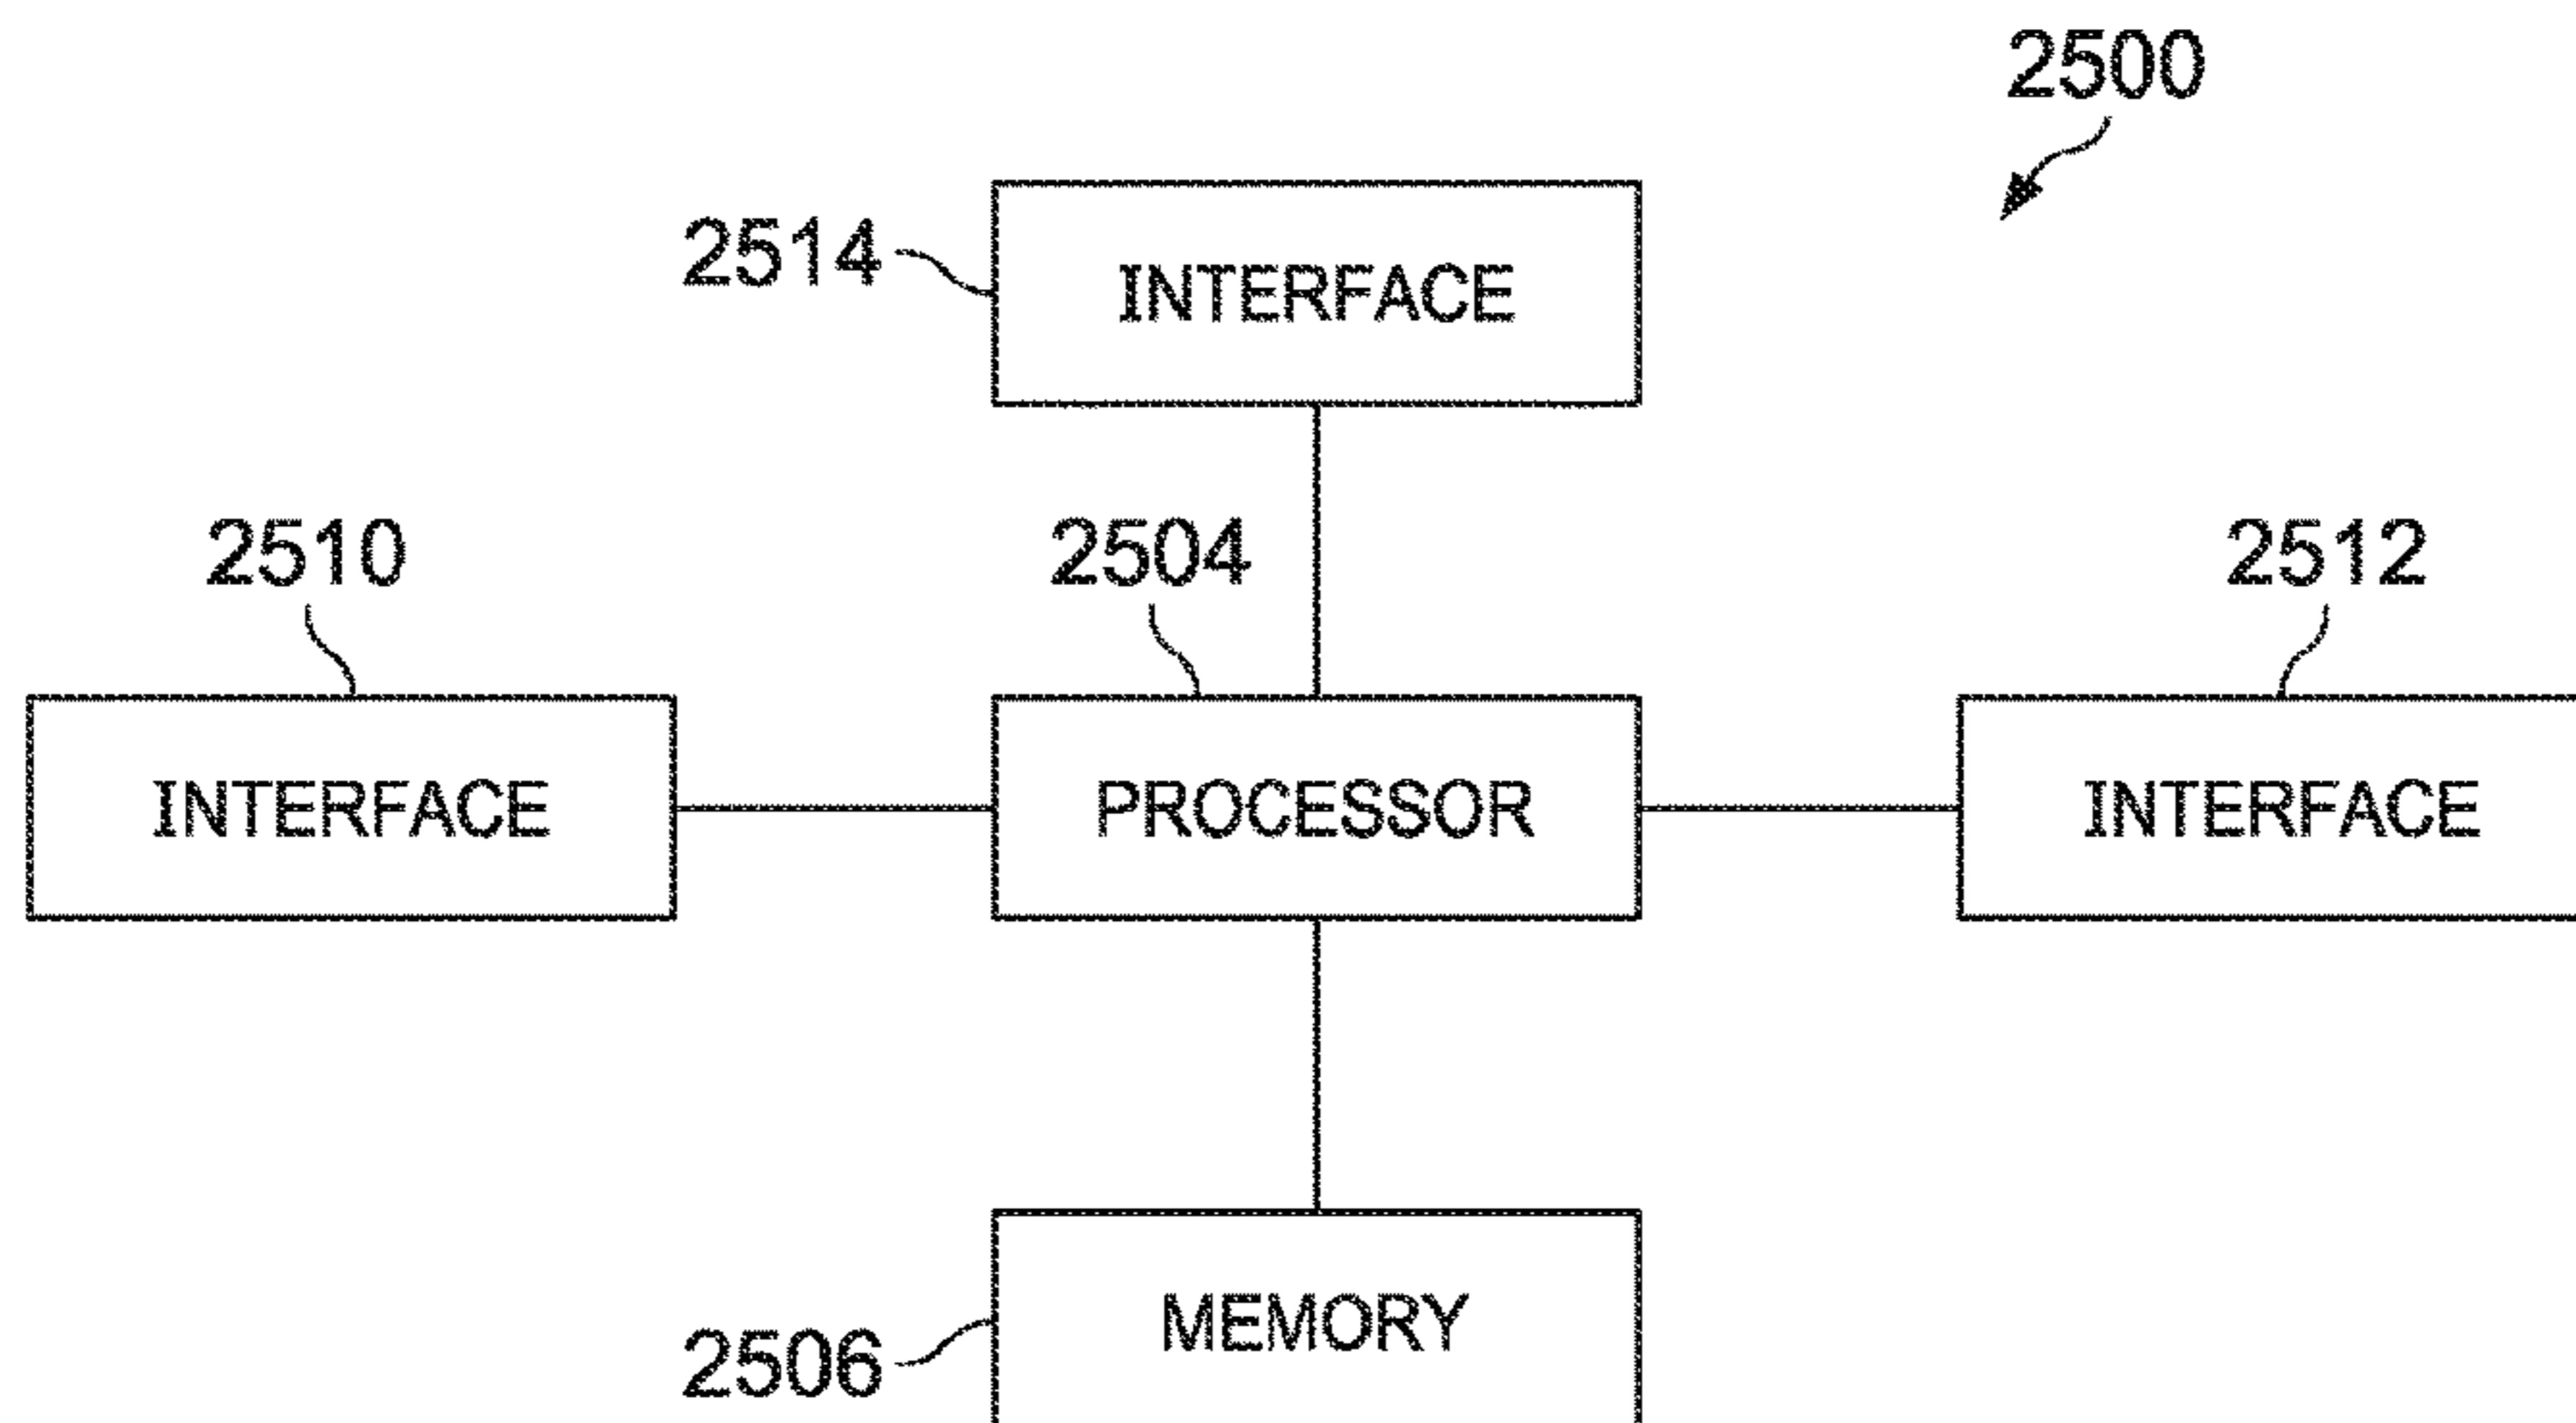 2500
2514
INTERFACE
2510
2504
2512
INTERFACE
PROCESSOR
INTERFACE
MEMORY
2506